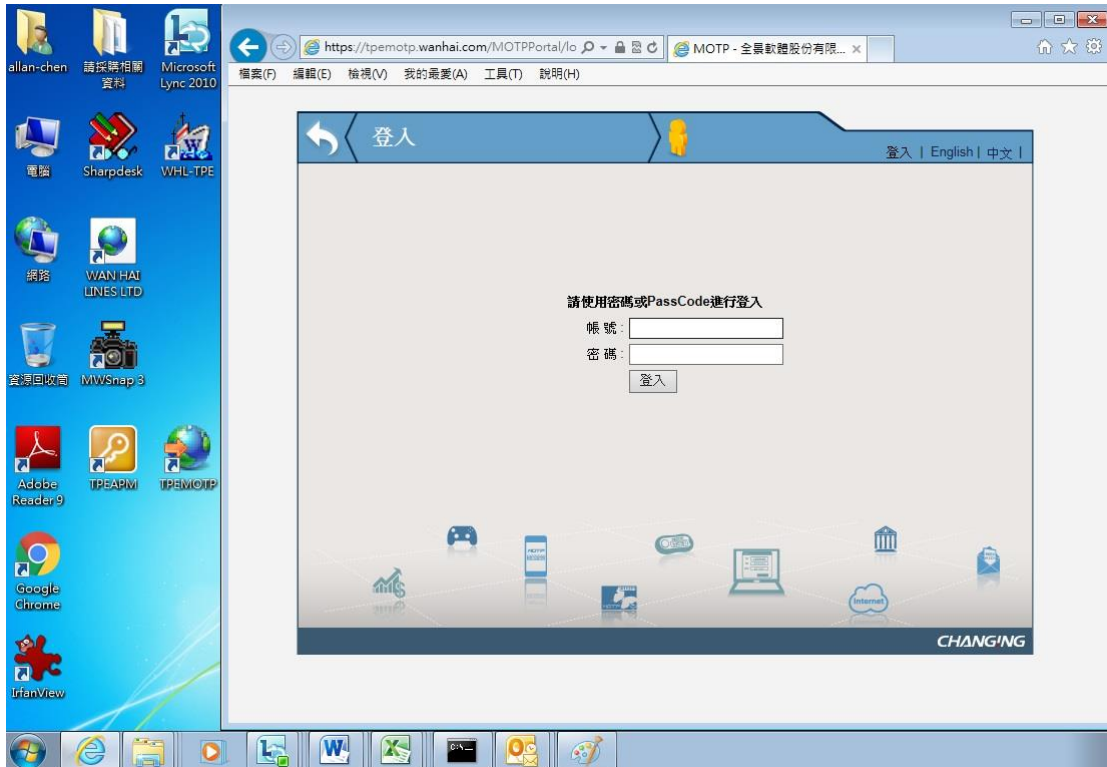 allan-chen
請採購相關
資料
Microsoft
Lync 2010
電腦
Sharpdesk
WHL-TPE
網路
WAN HAI
LINES LTD
資源回收筒
MWSnap 3
Adobe
Reader 9
TPEAPM
TPEMOTP
Google
Chrome
IrfanView
https://tpemotp.wanhai.com/MOTPPortal/lo
MOTP - 全景軟體股份有限...
檔案(F) 編輯(E) 檢視(V) 我的最愛(A) 工具(T) 說明(H)
登入
登入 | English | 中文 |
請使用密碼或PassCode進行登入
帳 號 :
密 碼 :
登入
Internet
CHANGING